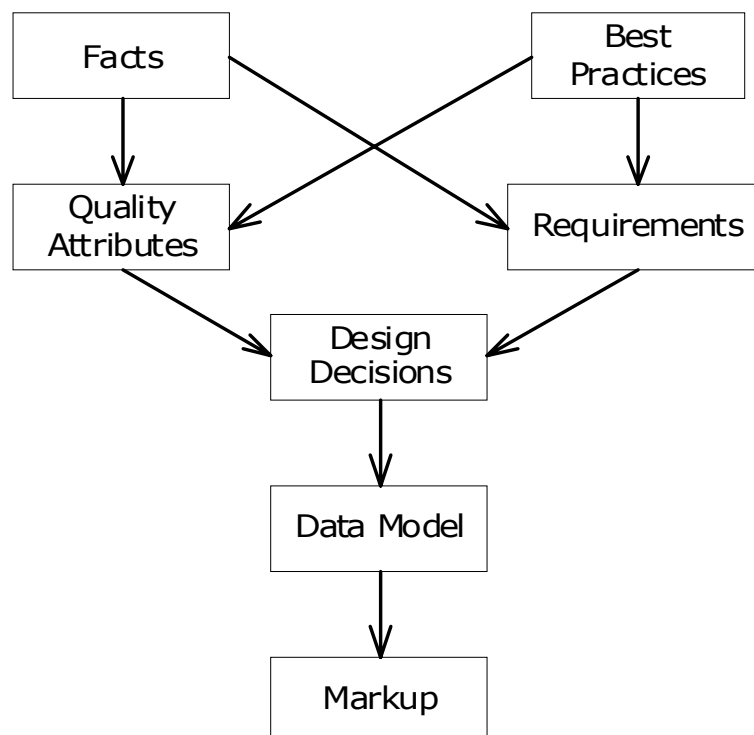 Facts
Best
Practices
Quality
Attributes
Requirements
Design
Decisions
Data Model
Markup